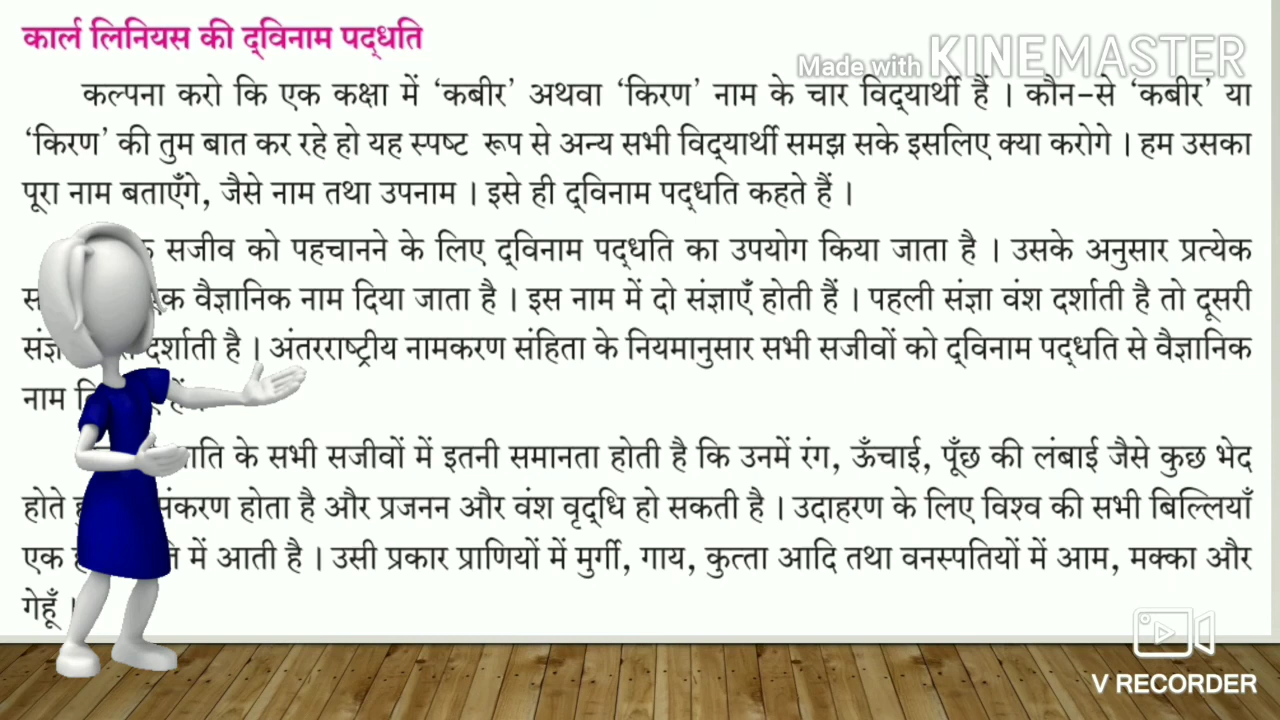 कार्ल लिनियस की द्‌विनाम पद्‌धति
Made with KINEMASTER
कल्पना करो कि एक कक्षा में ‘कबीर’ अथवा ‘किरण’ नाम के चार विद्‌यार्थी हैं । कौन-से ‘कबीर’ या
‘किरण’ की तुम बात कर रहे हो यह स्पष्ट रूप से अन्य सभी विद्‌यार्थी समझ सके इसलिए क्या करोगे । हम उसका
पूरा नाम बताएँगे, जैसे नाम तथा उपनाम । इसे ही द्‌विनाम पद्‌धति कहते हैं ।
सजीव को पहचानने के लिए द्‌विनाम पद्‌धति का उपयोग किया जाता है । उसके अनुसार प्रत्येक
वैज्ञानिक नाम दिया जाता है । इस नाम में दो संज्ञाएँ होती हैं । पहली संज्ञा वंश दर्शाती है तो दूसरी
दर्शाती है । अंतरराष्ट्रीय नामकरण संहिता के नियमानुसार सभी सजीवों को द्‌विनाम पद्‌धति से वैज्ञानिक
नाम
के सभी सजीवों में इतनी समानता होती है कि उनमें रंग, ऊँचाई, पूँछ की लंबाई जैसे कुछ भेद
होते होता है और प्रजनन और वंश वृद्‌धि हो सकती है । उदाहरण के लिए विश्व की सभी बिल्लियाँ
एक में आती है । उसी प्रकार प्राणियों में मुर्गी, गाय, कुत्ता आदि तथा वनस्पतियों में आम, मक्का और
गेहूँ ।
V RECORDER